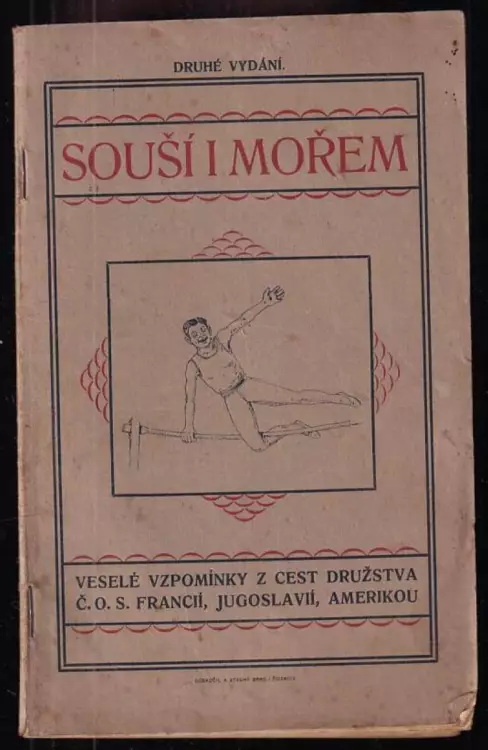 DRUHÉ VYDÁNÍ.
SOUŠÍ I MOŘEM
VESELÉ VZPOMÍNKY Z CEST DRUŽSTVA
Č. O. S. FRANCIÍ, JUGOSLAVIÍ, AMERIKOU